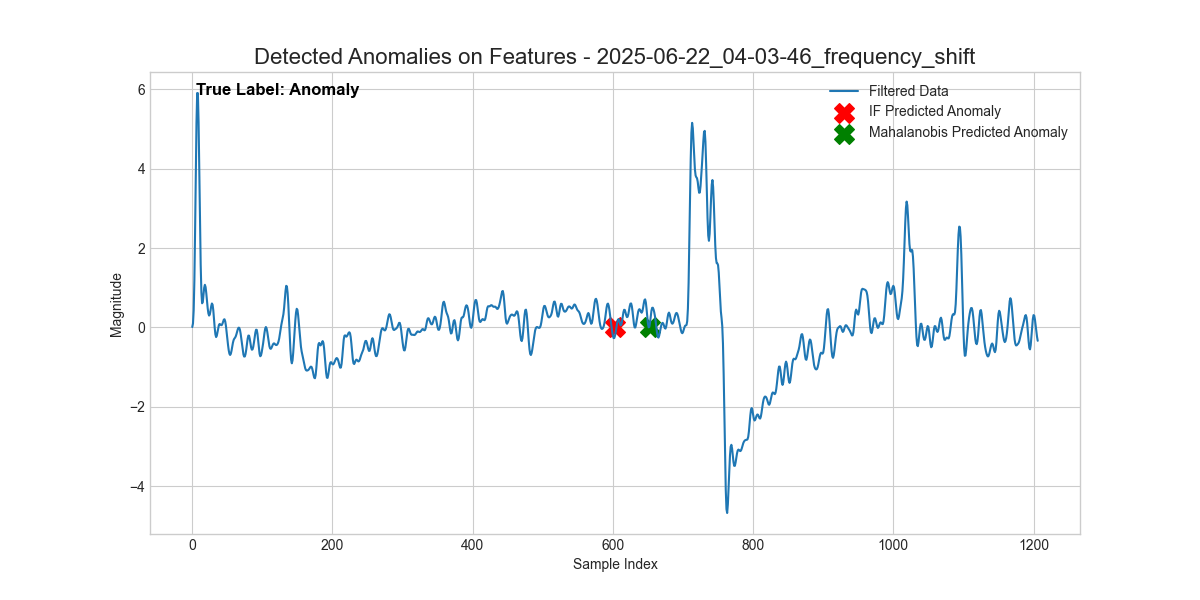 Detected Anomalies on Features - 2025-06-22_04-03-46_frequency_shift
True Label: Anomaly
Filtered Data
IF Predicted Anomaly
Mahalanobis Predicted Anomaly
Magnitude
6
4
2
0
−2
−4
0 200 400 600 800 1000 1200
Sample Index